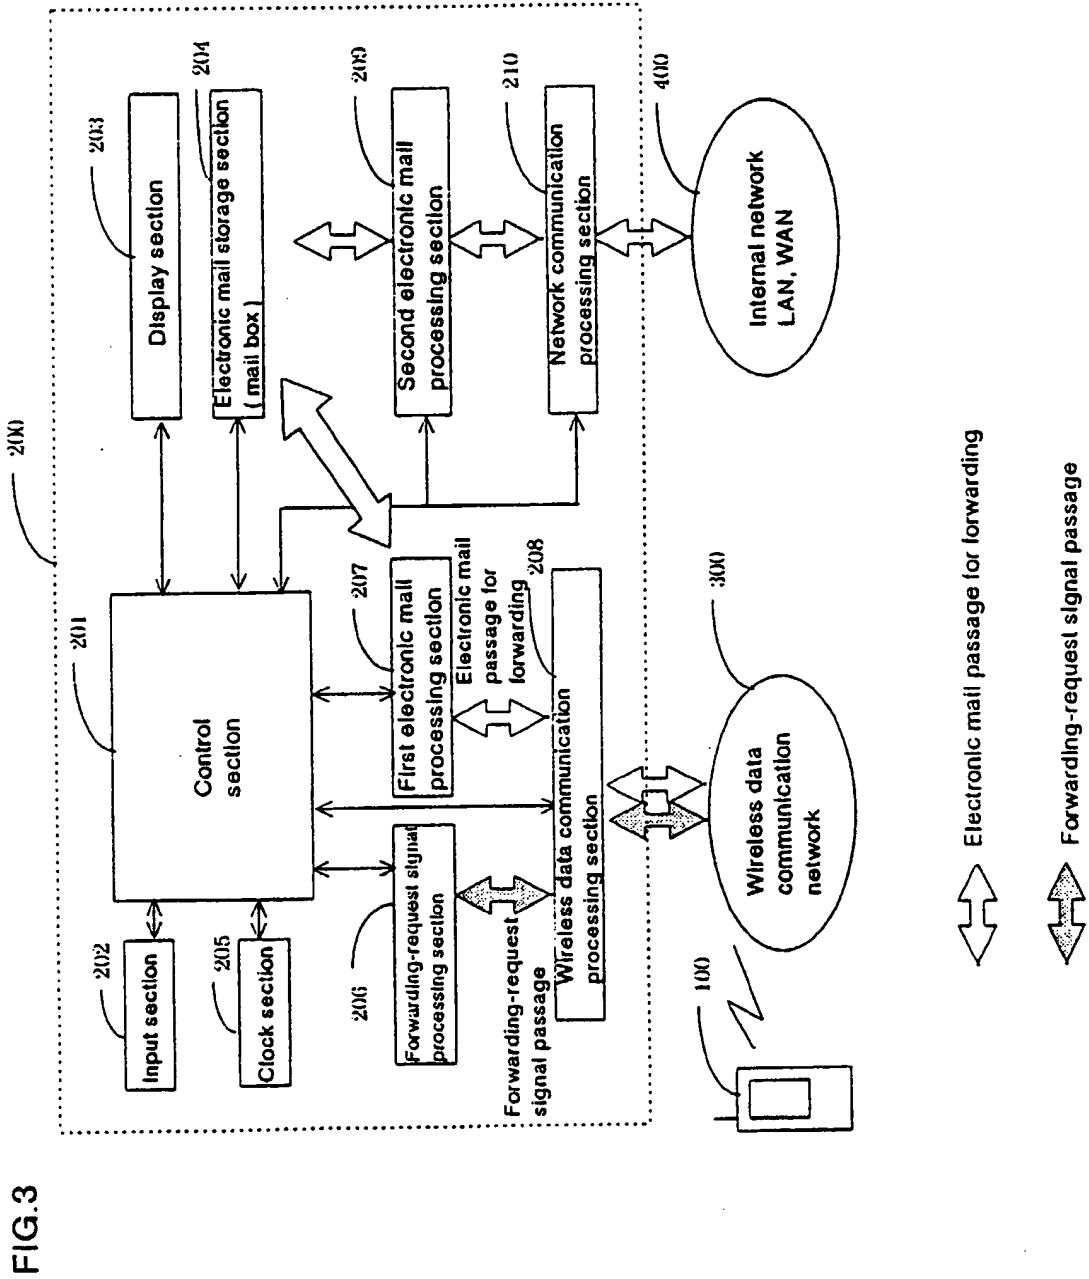 FIG.3
200
201
Control
section
202
Input section
205
Clock section
203
Display section
204
Electronic mail storage section
( mail box )
206
Forwarding-request signal
processing section
207
First electronic mail
processing section
209
Second electronic mail
processing section
Forwarding-request
signal passage
Electronic mail
passage for
forwarding
208
Wireless data communication
processing section
210
Network communication
processing section
100
300
Wireless data
communication
network
400
Internal network
LAN, WAN
Electronic mail passage for forwarding
Forwarding-request signal passage